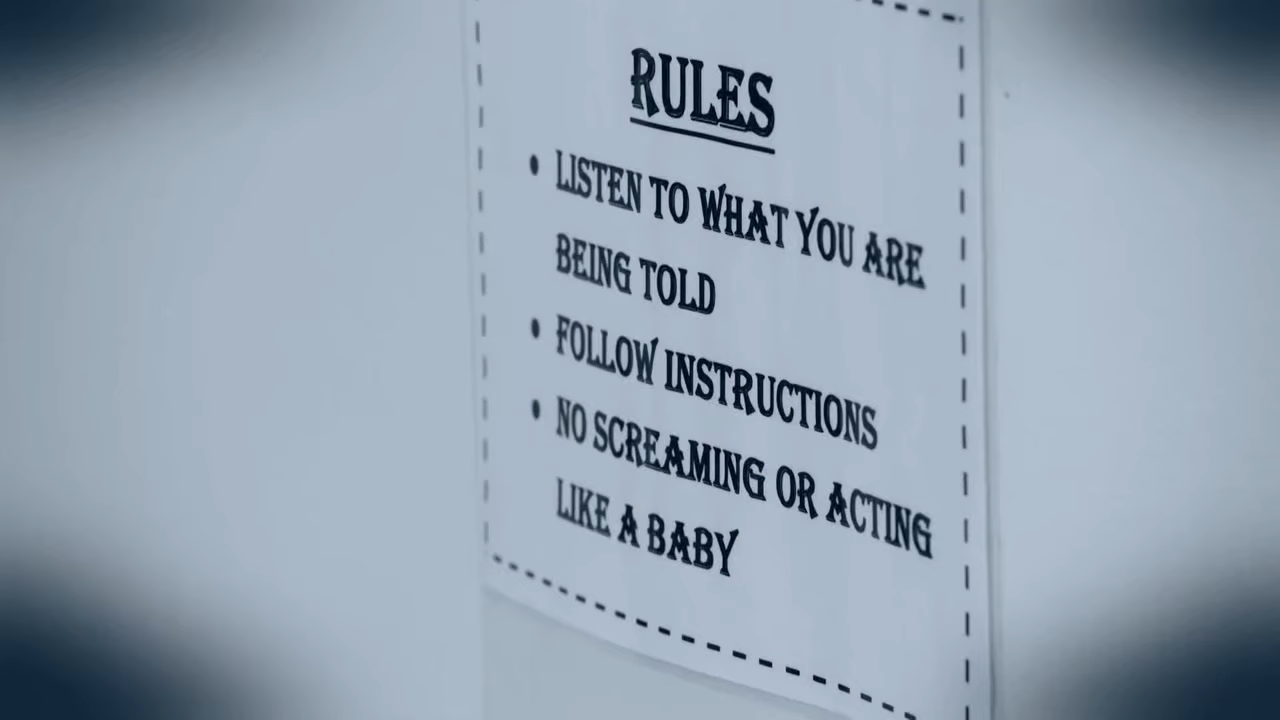 RULES
• LISTEN TO WHAT YOU ARE
BEING TOLD
• FOLLOW INSTRUCTIONS
• NO SCREAMING OR ACTING
LIKE A BABY